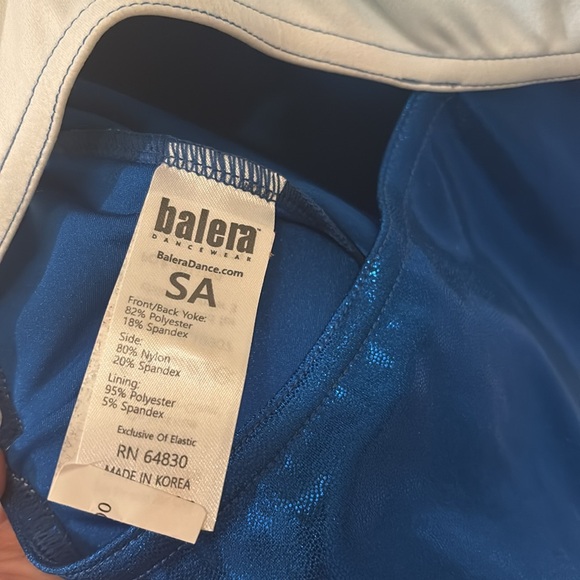 balera™
DANCEWEAR
BaleraDance.com
SA
Front/Back Yoke:
82% Polyester
18% Spandex
Side:
80% Nylon
20% Spandex
Lining:
95% Polyester
5% Spandex
Exclusive Of Elastic
RN 64830
MADE IN KOREA